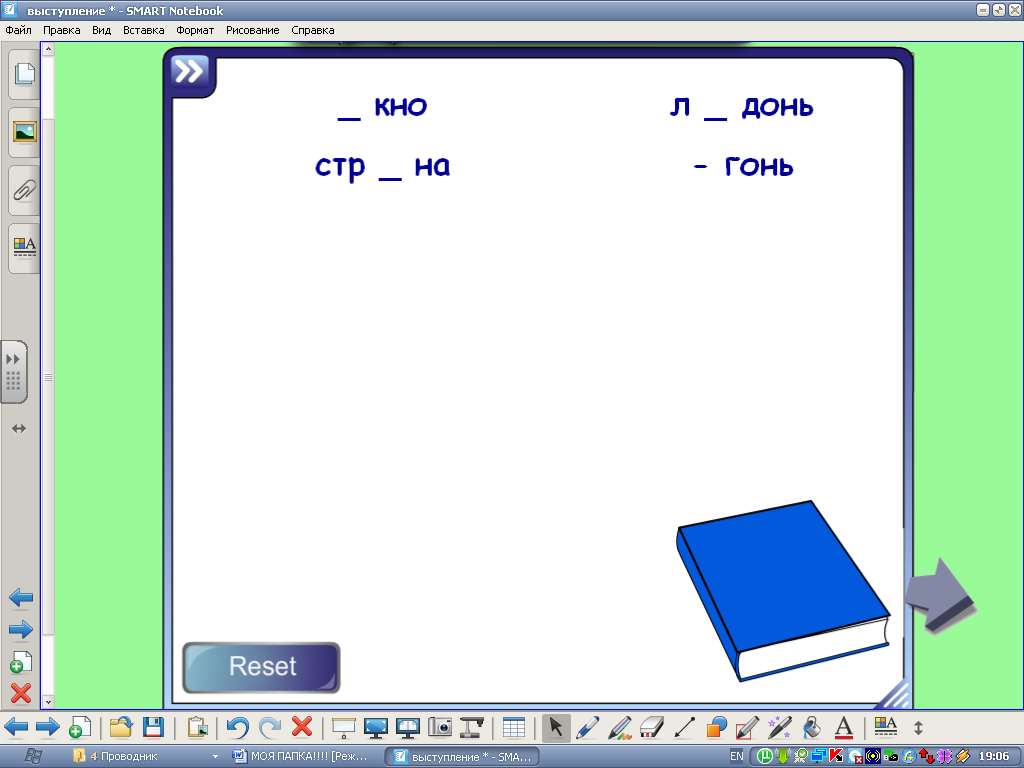 выступление * - SMART Notebook
Файл Правка Вид Вставка Формат Рисование Справка
_ кно
л _ донь
стр _ на
- гонь
Reset
4 Проводник
МОЯ ПАПКА!!!! [Реж...
выступление * - SMA...
EN
19:06